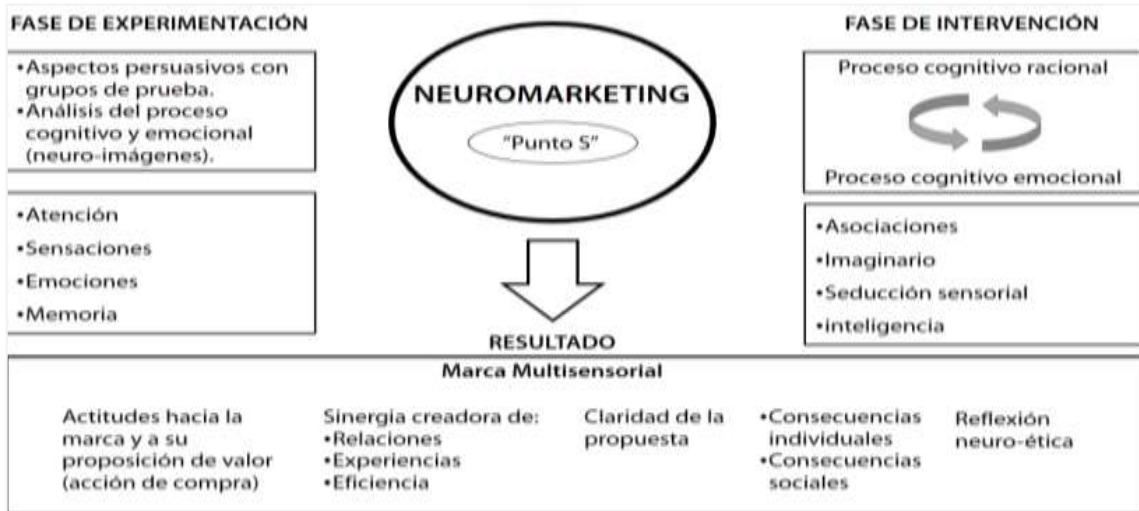 FASE DE EXPERIMENTACIÓN
•Aspectos persuasivos con
grupos de prueba.
•Análisis del proceso
cognitivo y emocional
(neuro-imágenes).
•Atención
•Sensaciones
•Emociones
•Memoria
NEUROMARKETING
"Punto S"
FASE DE INTERVENCIÓN
Proceso cognitivo racional
Proceso cognitivo emocional
•Asociaciones
•Imaginario
•Seducción sensorial
•inteligencia
RESULTADO
Marca Multisensorial
Actitudes hacia la
marca y a su
proposición de valor
(acción de compra)
Sinergia creadora de:
•Relaciones
•Experiencias
•Eficiencia
Claridad de la
propuesta
•Consecuencias
individuales
•Consecuencias
sociales
Reflexión
neuro-ética